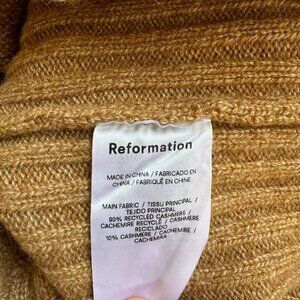 Reformation
MADE IN CHINA / FABRICADO EN
CHINA / FABRIQUÉ EN CHINE
MAIN FABRIC / TISSU PRINCIPAL
TEJIDO PRINCIPAL
90% RECYCLED CASHMERE /
CACHEMIRE RECYCLÉ / CASHMERE
RECICLADO
10% CASHMERE / CACHEMIRE /
CACHEMIRA